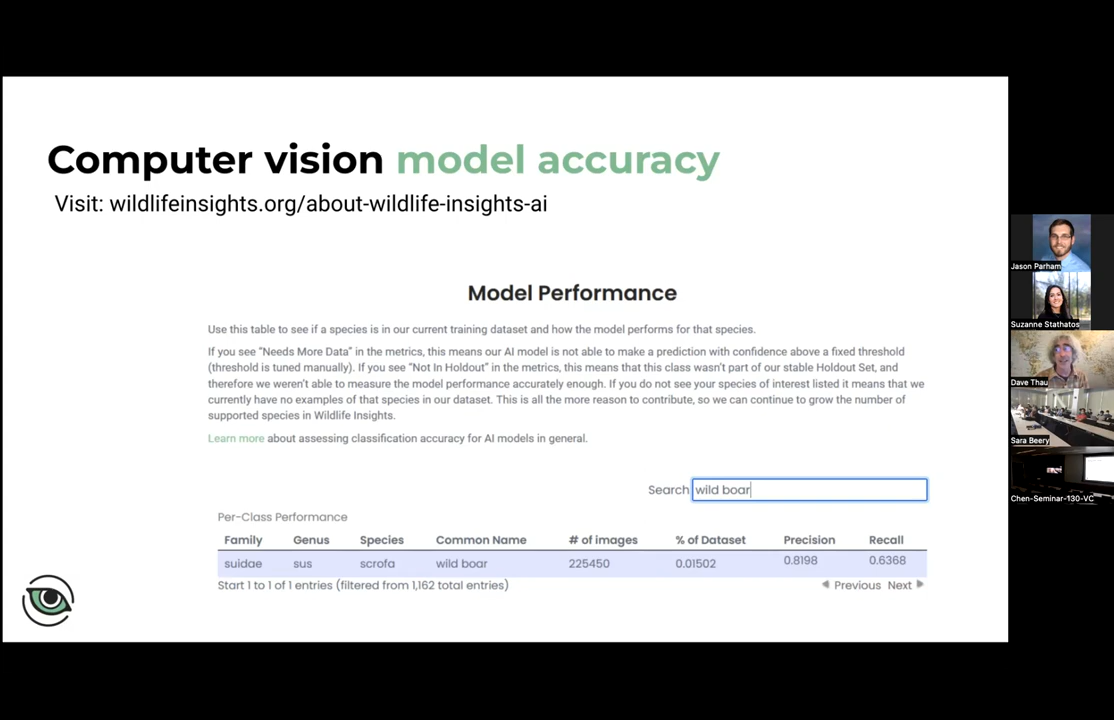 Computer vision model accuracy
Visit: wildlifeinsights.org/about-wildlife-insights-ai
Model Performance
Use this table to see if a species is in our current training dataset and how the model performs for that species.
If you see "Needs More Data" in the metrics, this means our AI model is not able to make a prediction with confidence above a fixed threshold
(threshold is tuned manually). If you see "Not In Holdout" in the metrics, this means that this class wasn't part of our stable Holdout Set, and
therefore we weren't able to measure the model performance accurately enough. If you do not see your species of interest listed it means that we
currently have no examples of that species in our dataset. This is all the more reason to contribute, so we can continue to grow the number of
supported species in Wildlife Insights.
Learn more about assessing classification accuracy for AI models in general.
Search wild boar
Per-Class Performance
Family Genus Species Common Name # of images % of Dataset Precision Recall
suidae sus scrofa wild boar 225450 0.01502 0.8198 0.6368
Start 1 to 1 of 1 entries (filtered from 1,162 total entries) Previous Next
Jason Parham
Suzanne Stathatos
Dave Thau
Sara Beery
Chen-Seminar-130-VC